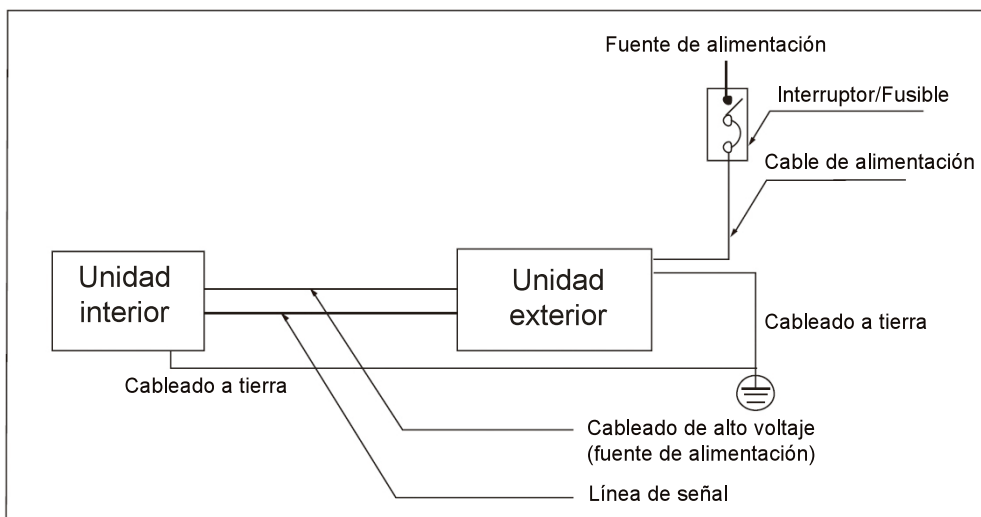 Fuente de alimentación
Interruptor/Fusible
Cable de alimentación
Unidad
interior
Unidad
exterior
Cableado a tierra
Cableado a tierra
Cableado de alto voltaje
(fuente de alimentación)
Línea de señal